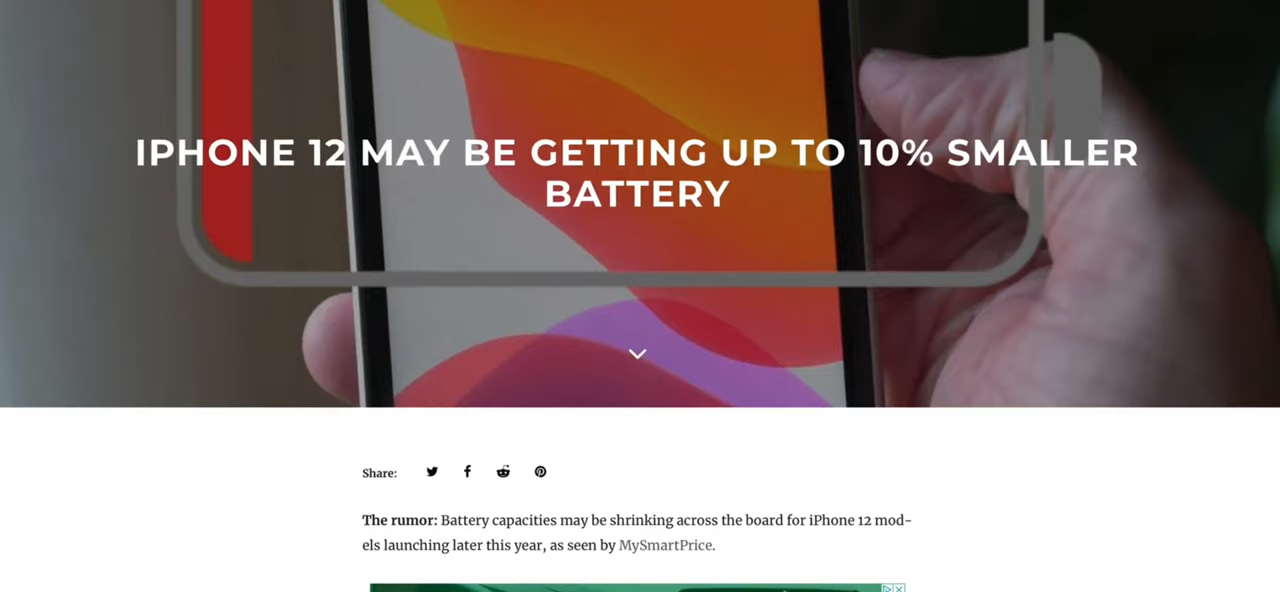 IPHONE 12 MAY BE GETTING UP TO 10% SMALLER
BATTERY
Share:
The rumor: Battery capacities may be shrinking across the board for iPhone 12 mod-
els launching later this year, as seen by MySmartPrice.